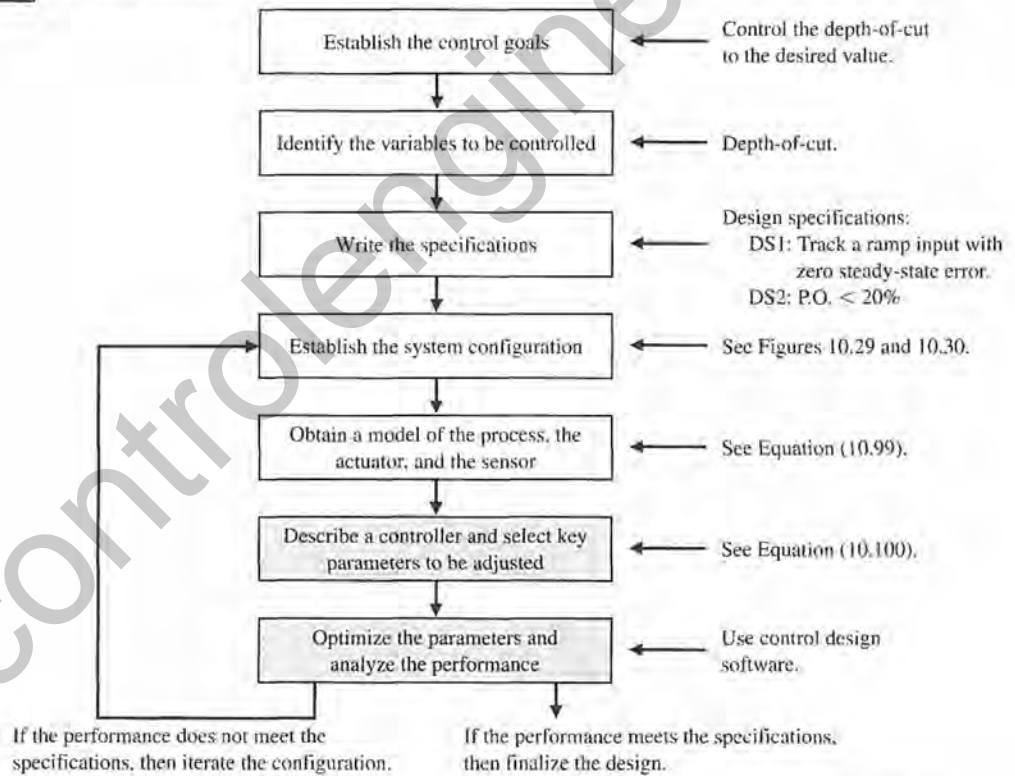 Establish the control goals
Control the depth-of-cut
to the desired value.
Identify the variables to be controlled
Depth-of-cut.
Write the specifications
Design specifications:
DS1: Track a ramp input with
zero steady-state error.
DS2: P.O. < 20%
Establish the system configuration
See Figures 10.29 and 10.30.
Obtain a model of the process, the
actuator, and the sensor
See Equation (10.99).
Describe a controller and select key
parameters to be adjusted
See Equation (10.100).
Optimize the parameters and
analyze the performance
Use control design
software.
If the performance does not meet the
specifications, then iterate the configuration.
If the performance meets the specifications,
then finalize the design.
controlengine